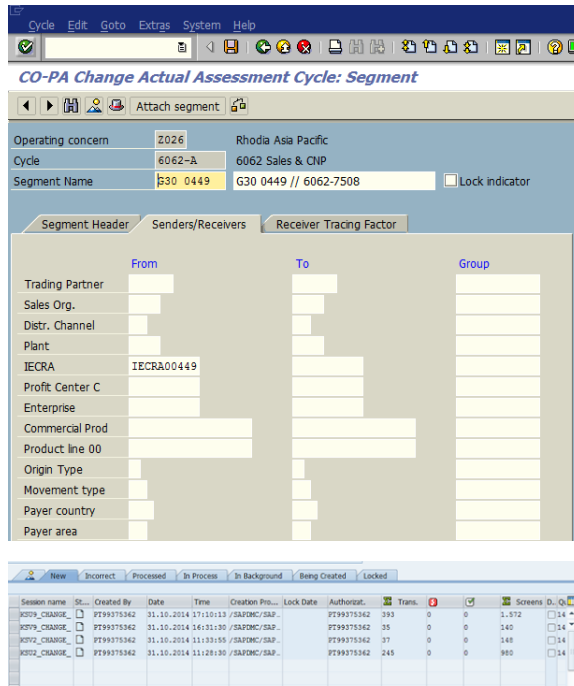 Cycle Edit Goto Extras System Help
CO-PA Change Actual Assessment Cycle: Segment
Attach segment
Operating concern Z026 Rhodia Asia Pacific
Cycle 6062-A 6062 Sales & CNP
Segment Name G30 0449 G30 0449 // 6062-7508 Lock indicator
Segment Header Senders/Receivers Receiver Tracing Factor
From To Group
Trading Partner
Sales Org.
Distr. Channel
Plant
IECRA IECRA00449
Profit Center C
Enterprise
Commercial Prod
Product line 00
Origin Type
Movement type
Payer country
Payer area
New Incorrect Processed In Process In Background Being Created Locked
Session name St... Created By Date Time Creation Pro... Lock Date Authorizat. Trans. Screens D..
KSU9_CHANGE_ PT99375362 31.10.2014 17:10:13 /SAPDMC/SAP.. PT99375362 393 0 0 1.572 14
KSV9_CHANGE_ PT99375362 31.10.2014 16:31:30 /SAPDMC/SAP.. PT99375362 35 0 0 140 14
KSV2_CHANGE_ PT99375362 31.10.2014 11:33:55 /SAPDMC/SAP.. PT99375362 37 0 0 148 14
KSU2_CHANGE_ PT99375362 31.10.2014 11:28:30 /SAPDMC/SAP.. PT99375362 245 0 0 980 14